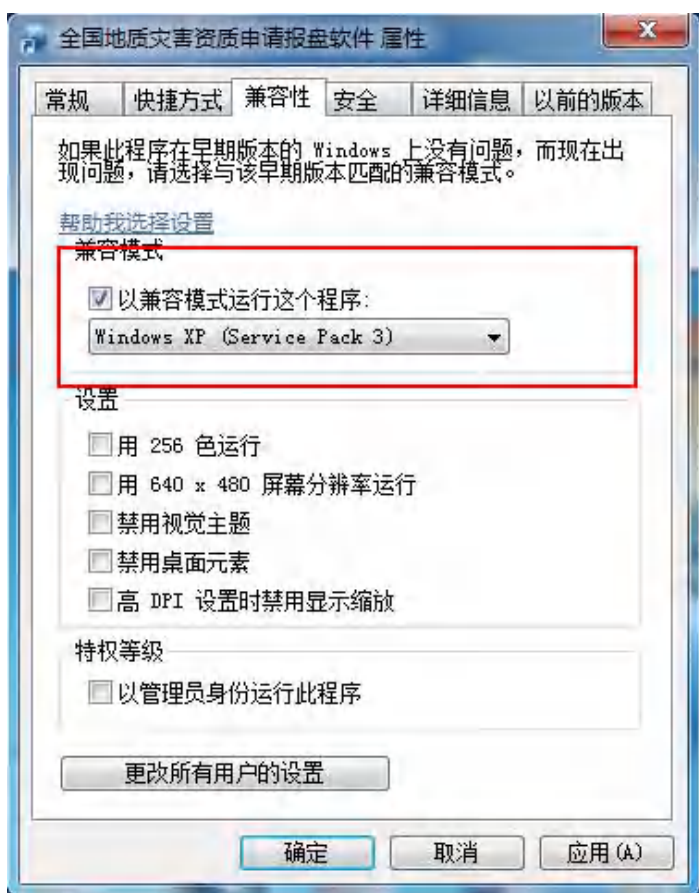 全国地质灾害资质申请报盘软件 属性
常规 快捷方式 兼容性 安全 详细信息 以前的版本
如果此程序在早期版本的 Windows 上没有问题，而现在出
现问题，请选择与该早期版本匹配的兼容模式。
帮助我选择设置
兼容模式
以兼容模式运行这个程序:
Windows XP (Service Pack 3)
设置
用 256 色运行
用 640 x 480 屏幕分辨率运行
禁用视觉主题
禁用桌面元素
高 DPI 设置时禁用显示缩放
特权等级
以管理员身份运行此程序
更改所有用户的设置
确定 取消 应用(A)